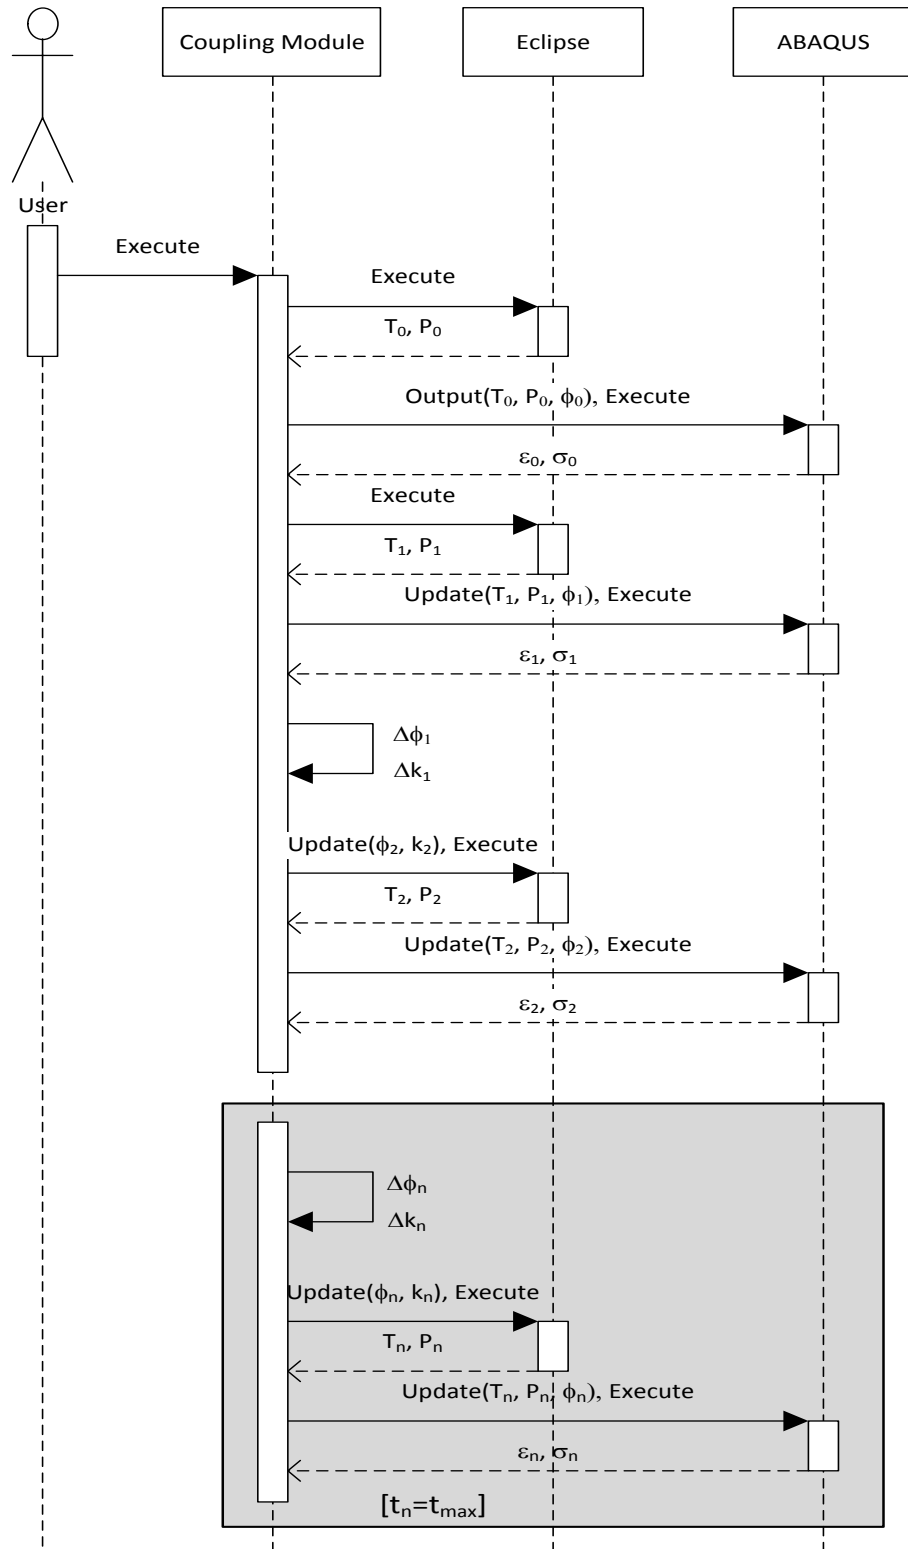 Coupling Module
Eclipse
ABAQUS
User
Execute
Execute
T₀, P₀
Output(T₀, P₀, ϕ₀), Execute
ε₀, σ₀
Execute
T₁, P₁
Update(T₁, P₁, ϕ₁), Execute
ε₁, σ₁
Δϕ₁
Δk₁
Update(ϕ₂, k₂), Execute
T₂, P₂
Update(T₂, P₂, ϕ₂), Execute
ε₂, σ₂
Δϕₙ
Δkₙ
Update(ϕₙ, kₙ), Execute
Tₙ, Pₙ
Update(Tₙ, Pₙ, ϕₙ), Execute
εₙ, σₙ
[tₙ=tₘₐₓ]